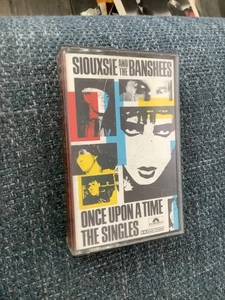 SIOUXSIE AND THE BANSHEES
ONCE UPON A TIME
THE SINGLES